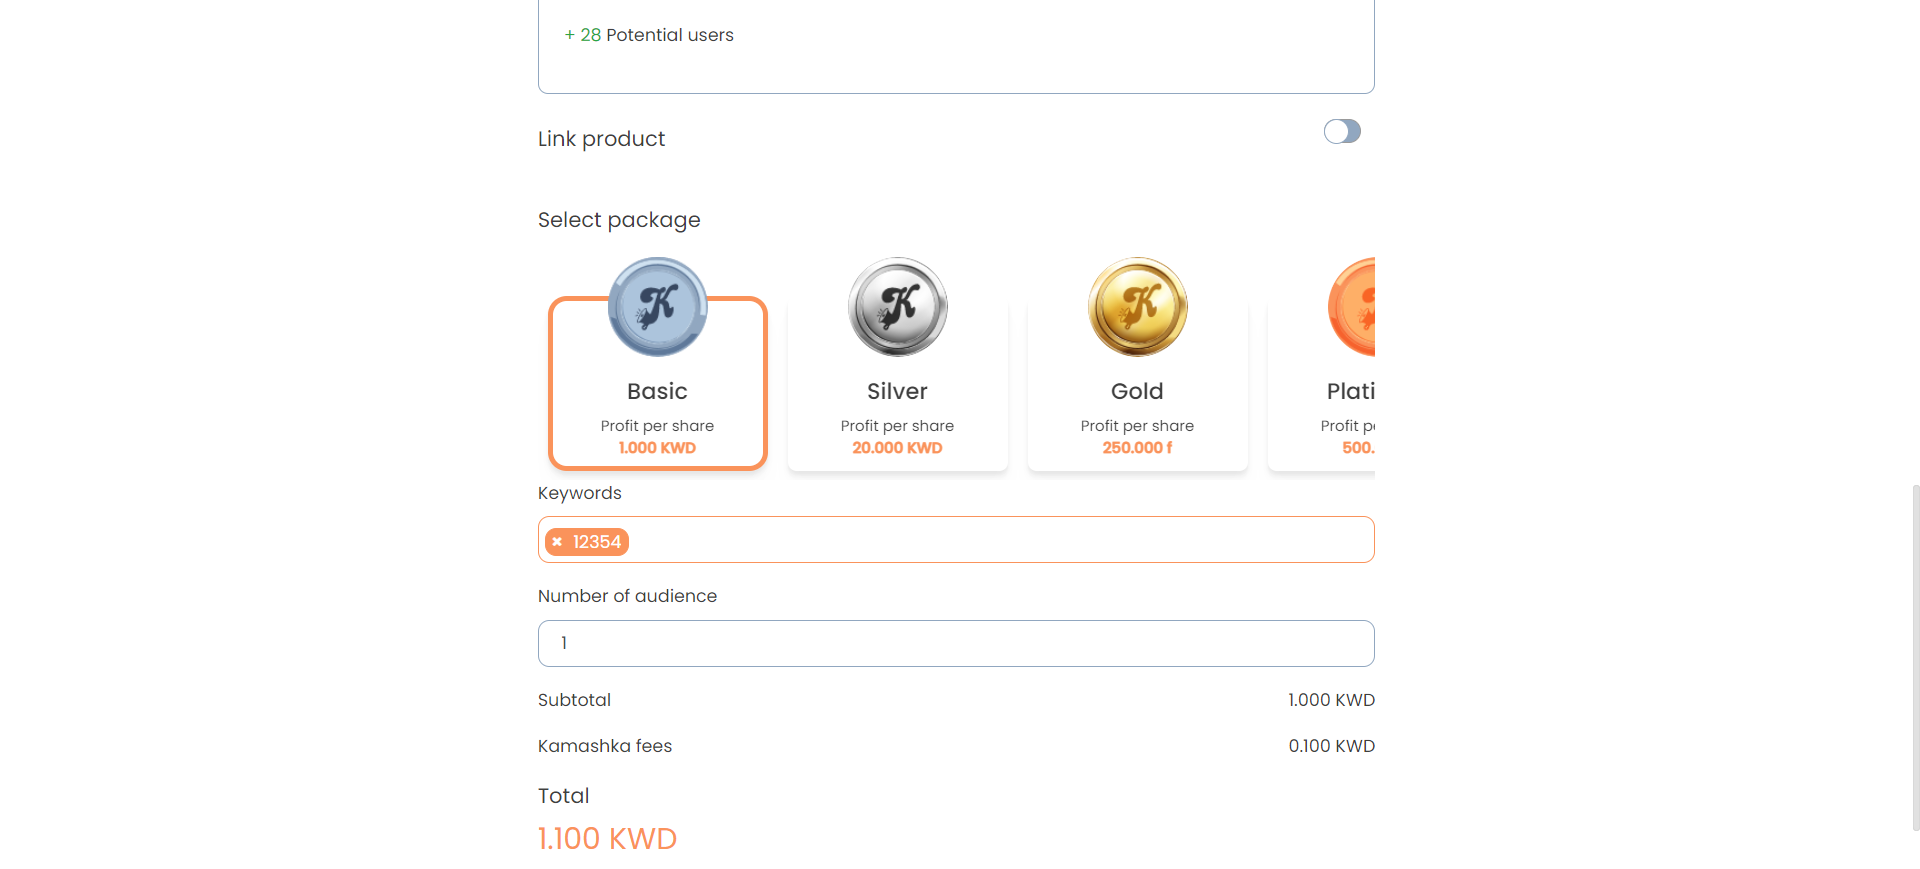 + 28 Potential users
Link product
Select package
Basic
Profit per share
1.000 KWD
Silver
Profit per share
20.000 KWD
Gold
Profit per share
250.000 f
Plati
Profit pe
500.
Keywords
✖ 12354
Number of audience
1
Subtotal 1.000 KWD
Kamashka fees 0.100 KWD
Total
1.100 KWD